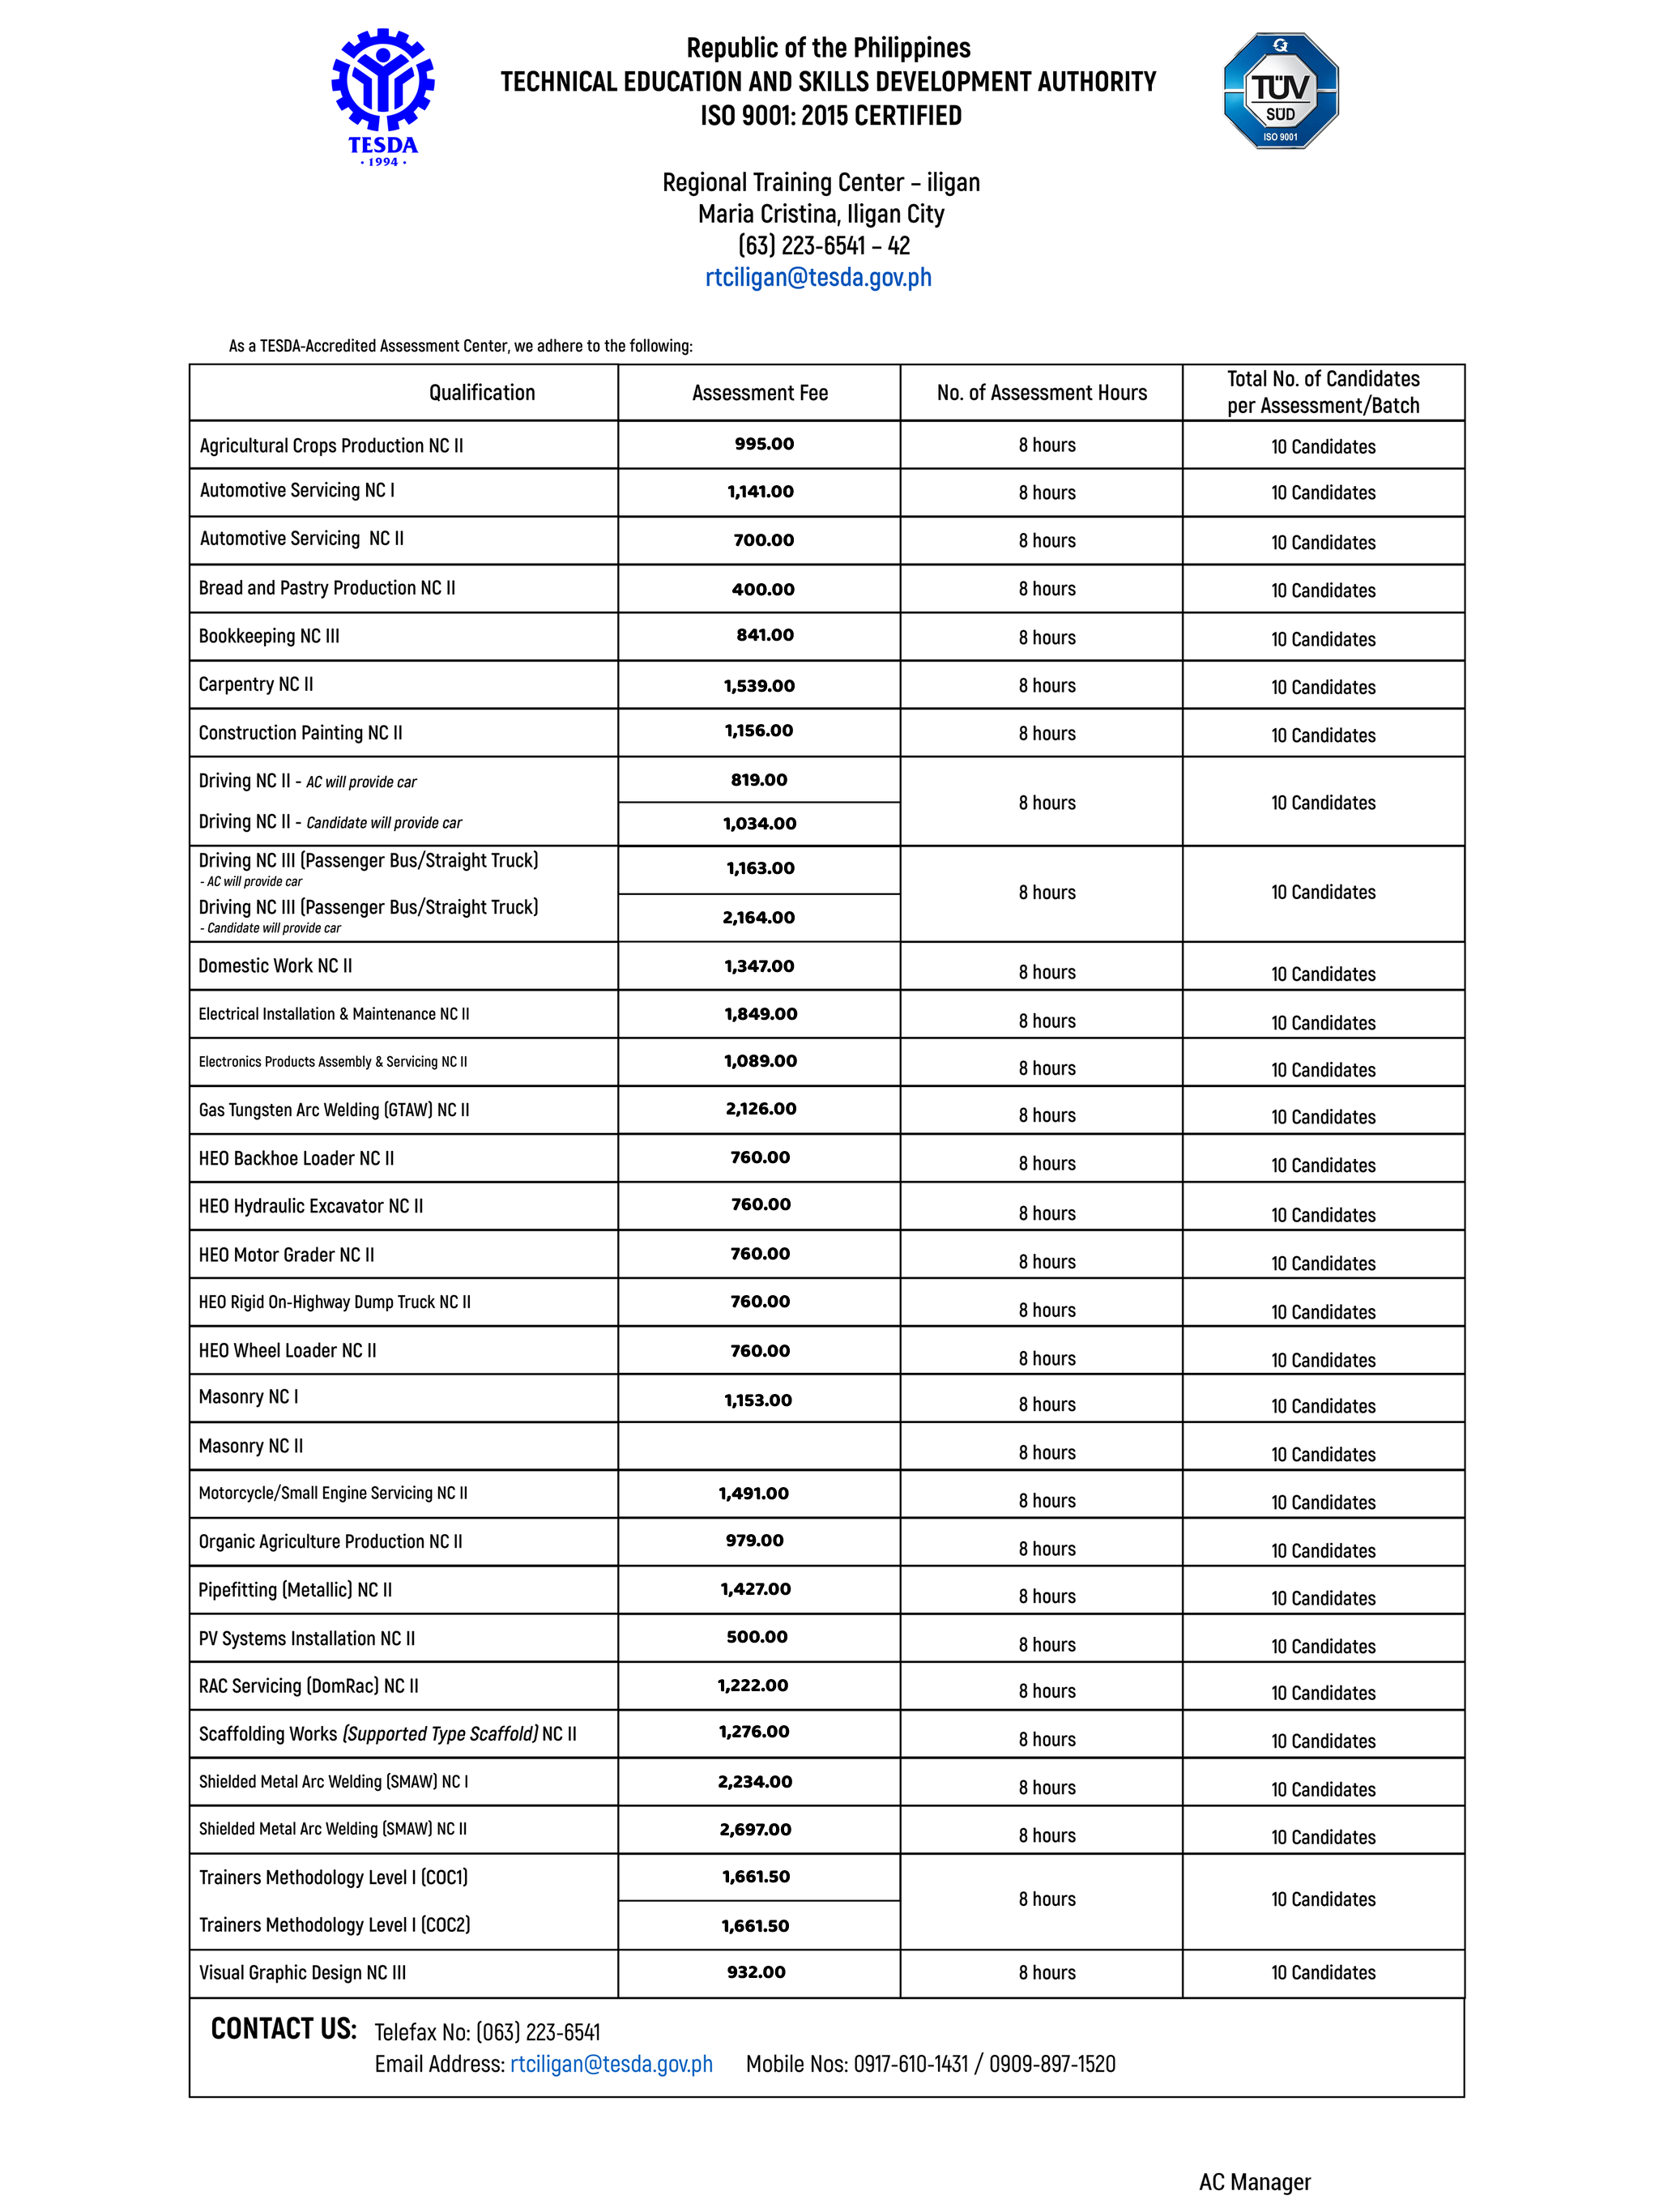 TESDA
• 1994 •
Republic of the Philippines
TECHNICAL EDUCATION AND SKILLS DEVELOPMENT AUTHORITY
ISO 9001: 2015 CERTIFIED
TÜV
SÜD
ISO 9001
Regional Training Center – iligan
Maria Cristina, Iligan City
(63) 223-6541 – 42
rtciligan@tesda.gov.ph
As a TESDA-Accredited Assessment Center, we adhere to the following:
Qualification Assessment Fee No. of Assessment Hours Total No. of Candidates
per Assessment/Batch
Agricultural Crops Production NC II 995.00 8 hours 10 Candidates
Automotive Servicing NC I 1,141.00 8 hours 10 Candidates
Automotive Servicing NC II 700.00 8 hours 10 Candidates
Bread and Pastry Production NC II 400.00 8 hours 10 Candidates
Bookkeeping NC III 841.00 8 hours 10 Candidates
Carpentry NC II 1,539.00 8 hours 10 Candidates
Construction Painting NC II 1,156.00 8 hours 10 Candidates
Driving NC II - AC will provide car 819.00
8 hours 10 Candidates
Driving NC II - Candidate will provide car 1,034.00
Driving NC III (Passenger Bus/Straight Truck) 1,163.00
- AC will provide car
8 hours 10 Candidates
Driving NC III (Passenger Bus/Straight Truck) 2,164.00
- Candidate will provide car
Domestic Work NC II 1,347.00 8 hours 10 Candidates
Electrical Installation & Maintenance NC II 1,849.00 8 hours 10 Candidates
Electronics Products Assembly & Servicing NC II 1,089.00 8 hours 10 Candidates
Gas Tungsten Arc Welding (GTAW) NC II 2,126.00 8 hours 10 Candidates
HEO Backhoe Loader NC II 760.00 8 hours 10 Candidates
HEO Hydraulic Excavator NC II 760.00 8 hours 10 Candidates
HEO Motor Grader NC II 760.00 8 hours 10 Candidates
HEO Rigid On-Highway Dump Truck NC II 760.00 8 hours 10 Candidates
HEO Wheel Loader NC II 760.00 8 hours 10 Candidates
Masonry NC I 1,153.00 8 hours 10 Candidates
Masonry NC II 8 hours 10 Candidates
Motorcycle/Small Engine Servicing NC II 1,491.00 8 hours 10 Candidates
Organic Agriculture Production NC II 979.00 8 hours 10 Candidates
Pipefitting (Metallic) NC II 1,427.00 8 hours 10 Candidates
PV Systems Installation NC II 500.00 8 hours 10 Candidates
RAC Servicing (DomRac) NC II 1,222.00 8 hours 10 Candidates
Scaffolding Works (Supported Type Scaffold) NC II 1,276.00 8 hours 10 Candidates
Shielded Metal Arc Welding (SMAW) NC I 2,234.00 8 hours 10 Candidates
Shielded Metal Arc Welding (SMAW) NC II 2,697.00 8 hours 10 Candidates
Trainers Methodology Level I (COC1) 1,661.50
8 hours 10 Candidates
Trainers Methodology Level I (COC2) 1,661.50
Visual Graphic Design NC III 932.00 8 hours 10 Candidates
CONTACT US: Telefax No: (063) 223-6541
Email Address: rtciligan@tesda.gov.ph Mobile Nos: 0917-610-1431 / 0909-897-1520
AC Manager